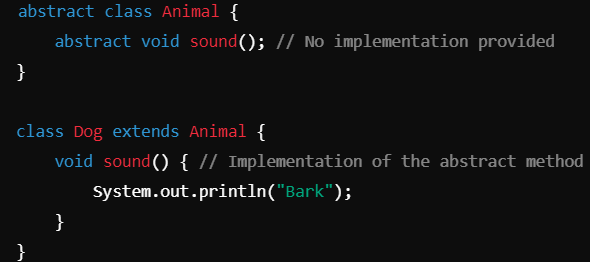 abstract class Animal {
    abstract void sound(); // No implementation provided
}

class Dog extends Animal {
    void sound() { // Implementation of the abstract method
        System.out.println("Bark");
    }
}